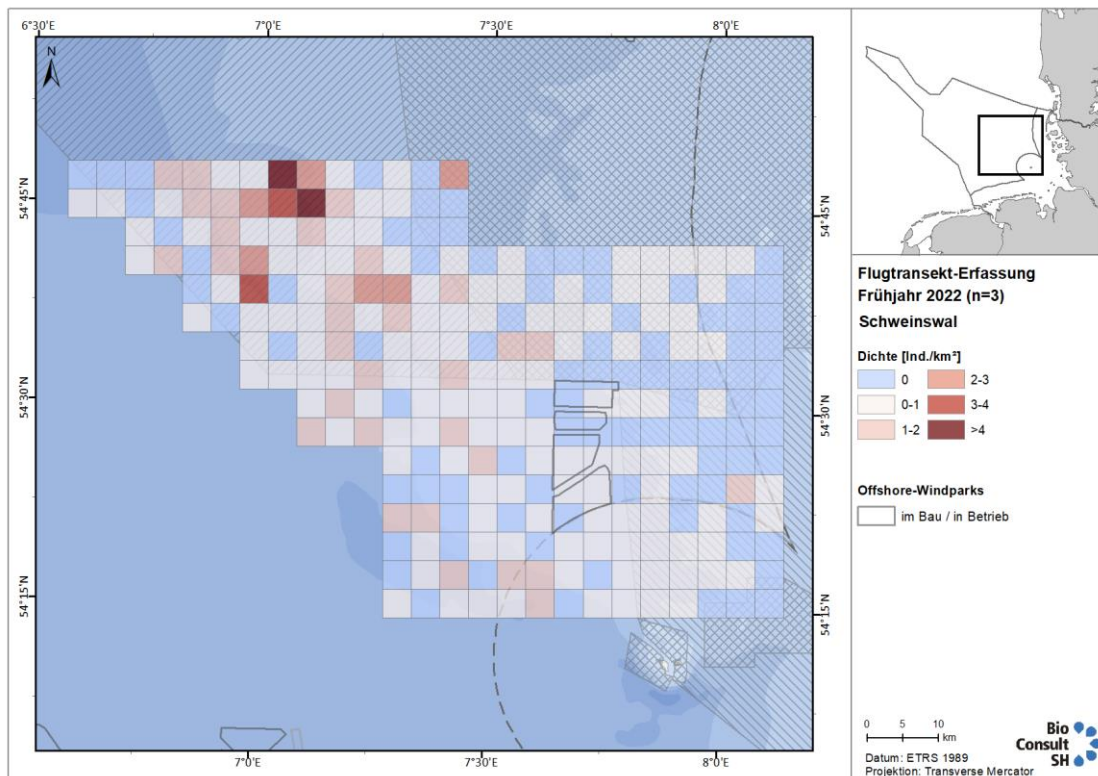 6°30'E 7°0'E 7°30'E 8°0'E
N
54°45'N 54°45'N
54°30'N 54°30'N
54°15'N 54°15'N
7°0'E 7°30'E 8°0'E
Flugtransekt-Erfassung
Frühjahr 2022 (n=3)
Schweinswal
Dichte [Ind./km²]
0 2-3
0-1 3-4
1-2 >4
Offshore-Windparks
im Bau / in Betrieb
0 5 10
km
Bio
Consult
SH
Datum: ETRS 1989
Projektion: Transverse Mercator